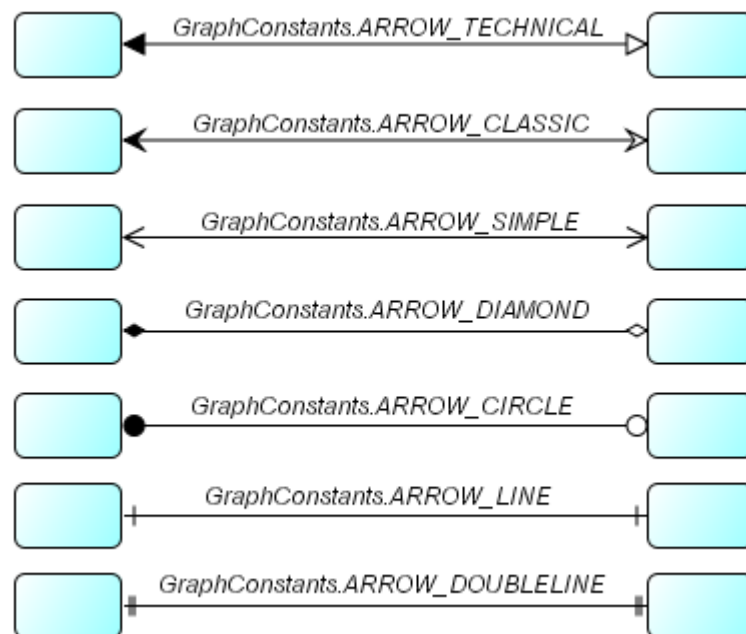 GraphConstants.ARROW_TECHNICAL
GraphConstants.ARROW_CLASSIC
GraphConstants.ARROW_SIMPLE
GraphConstants.ARROW_DIAMOND
GraphConstants.ARROW_CIRCLE
GraphConstants.ARROW_LINE
GraphConstants.ARROW_DOUBLELINE